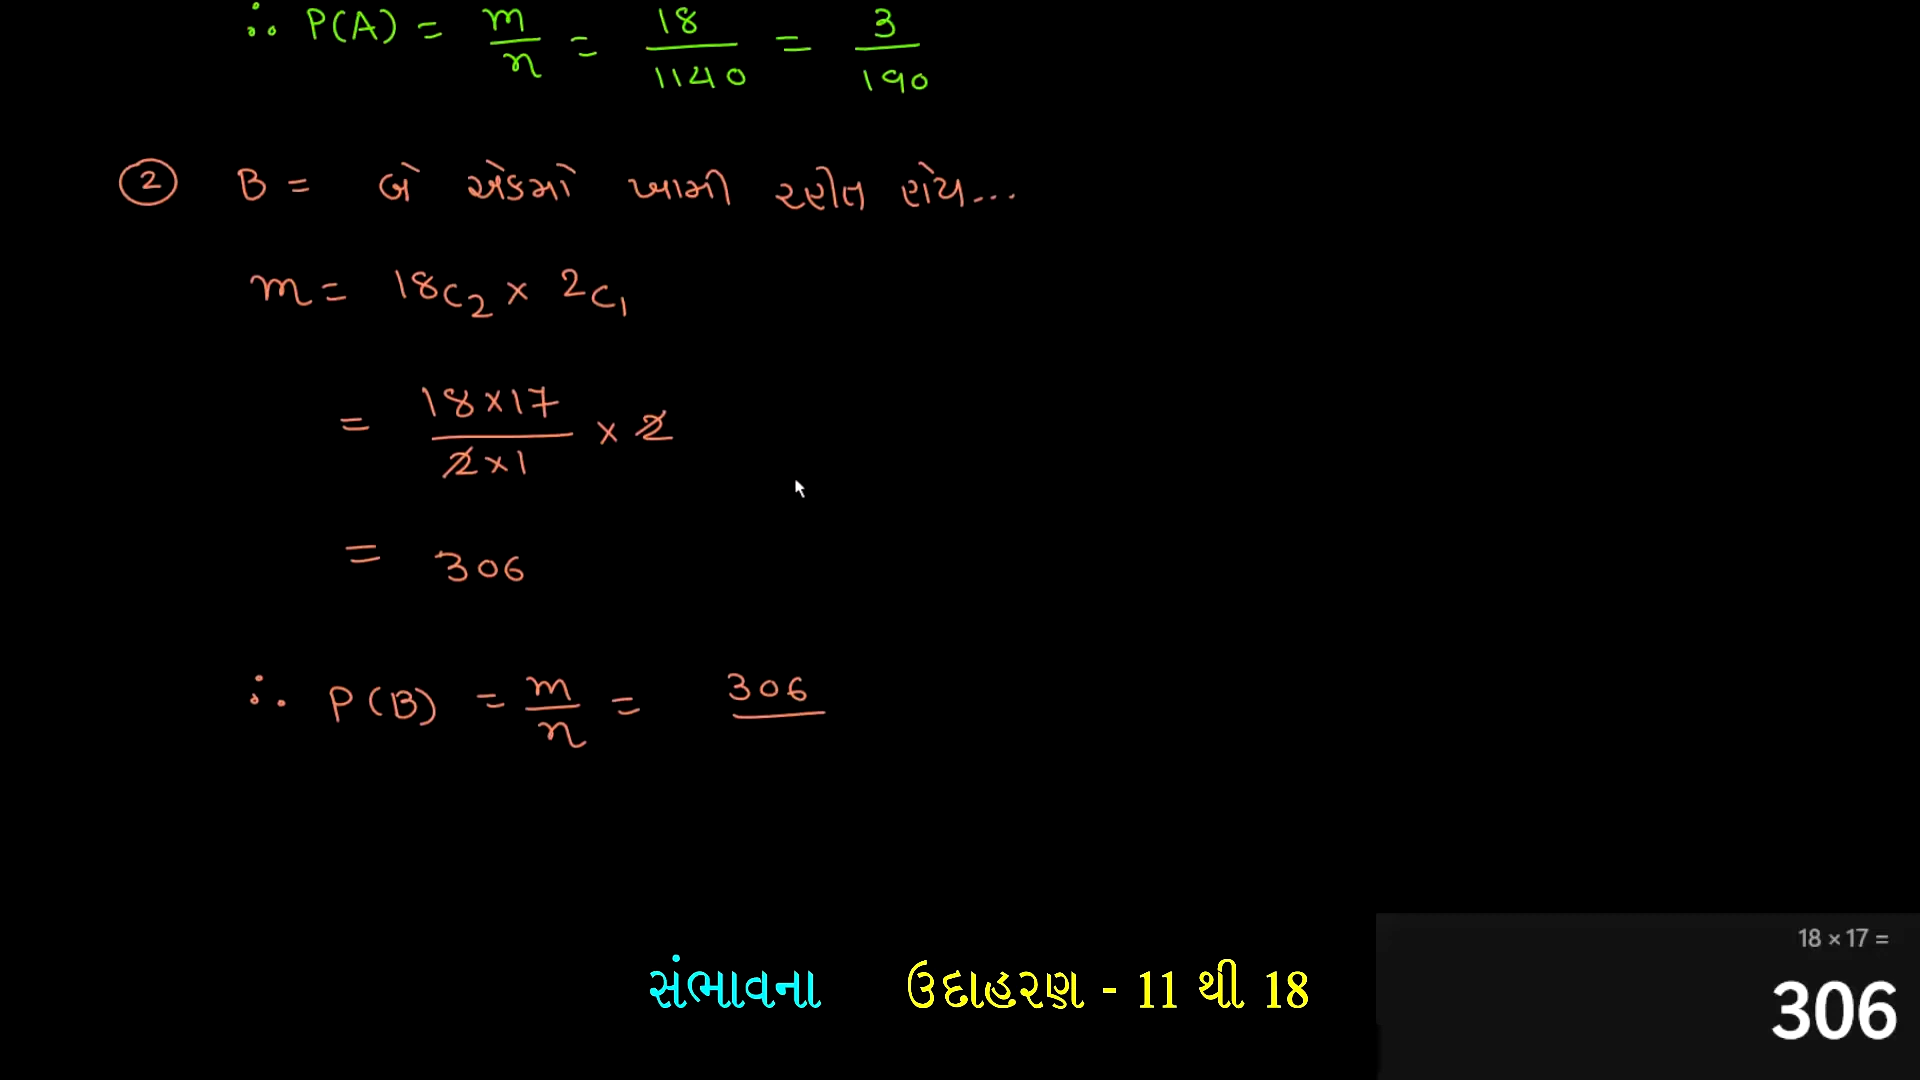 ∴ P(A) = m/n = 18/1140 = 3/190
② B = બે એકમો ખામી રહીત હોય...
m = 18C₂ × 2C₁
= 18×17/2×1 × 2
= 306
∴ P(B) = m/n = 306
સંભાવના ઉદાહરણ - 11 થી 18
18 × 17 =
306